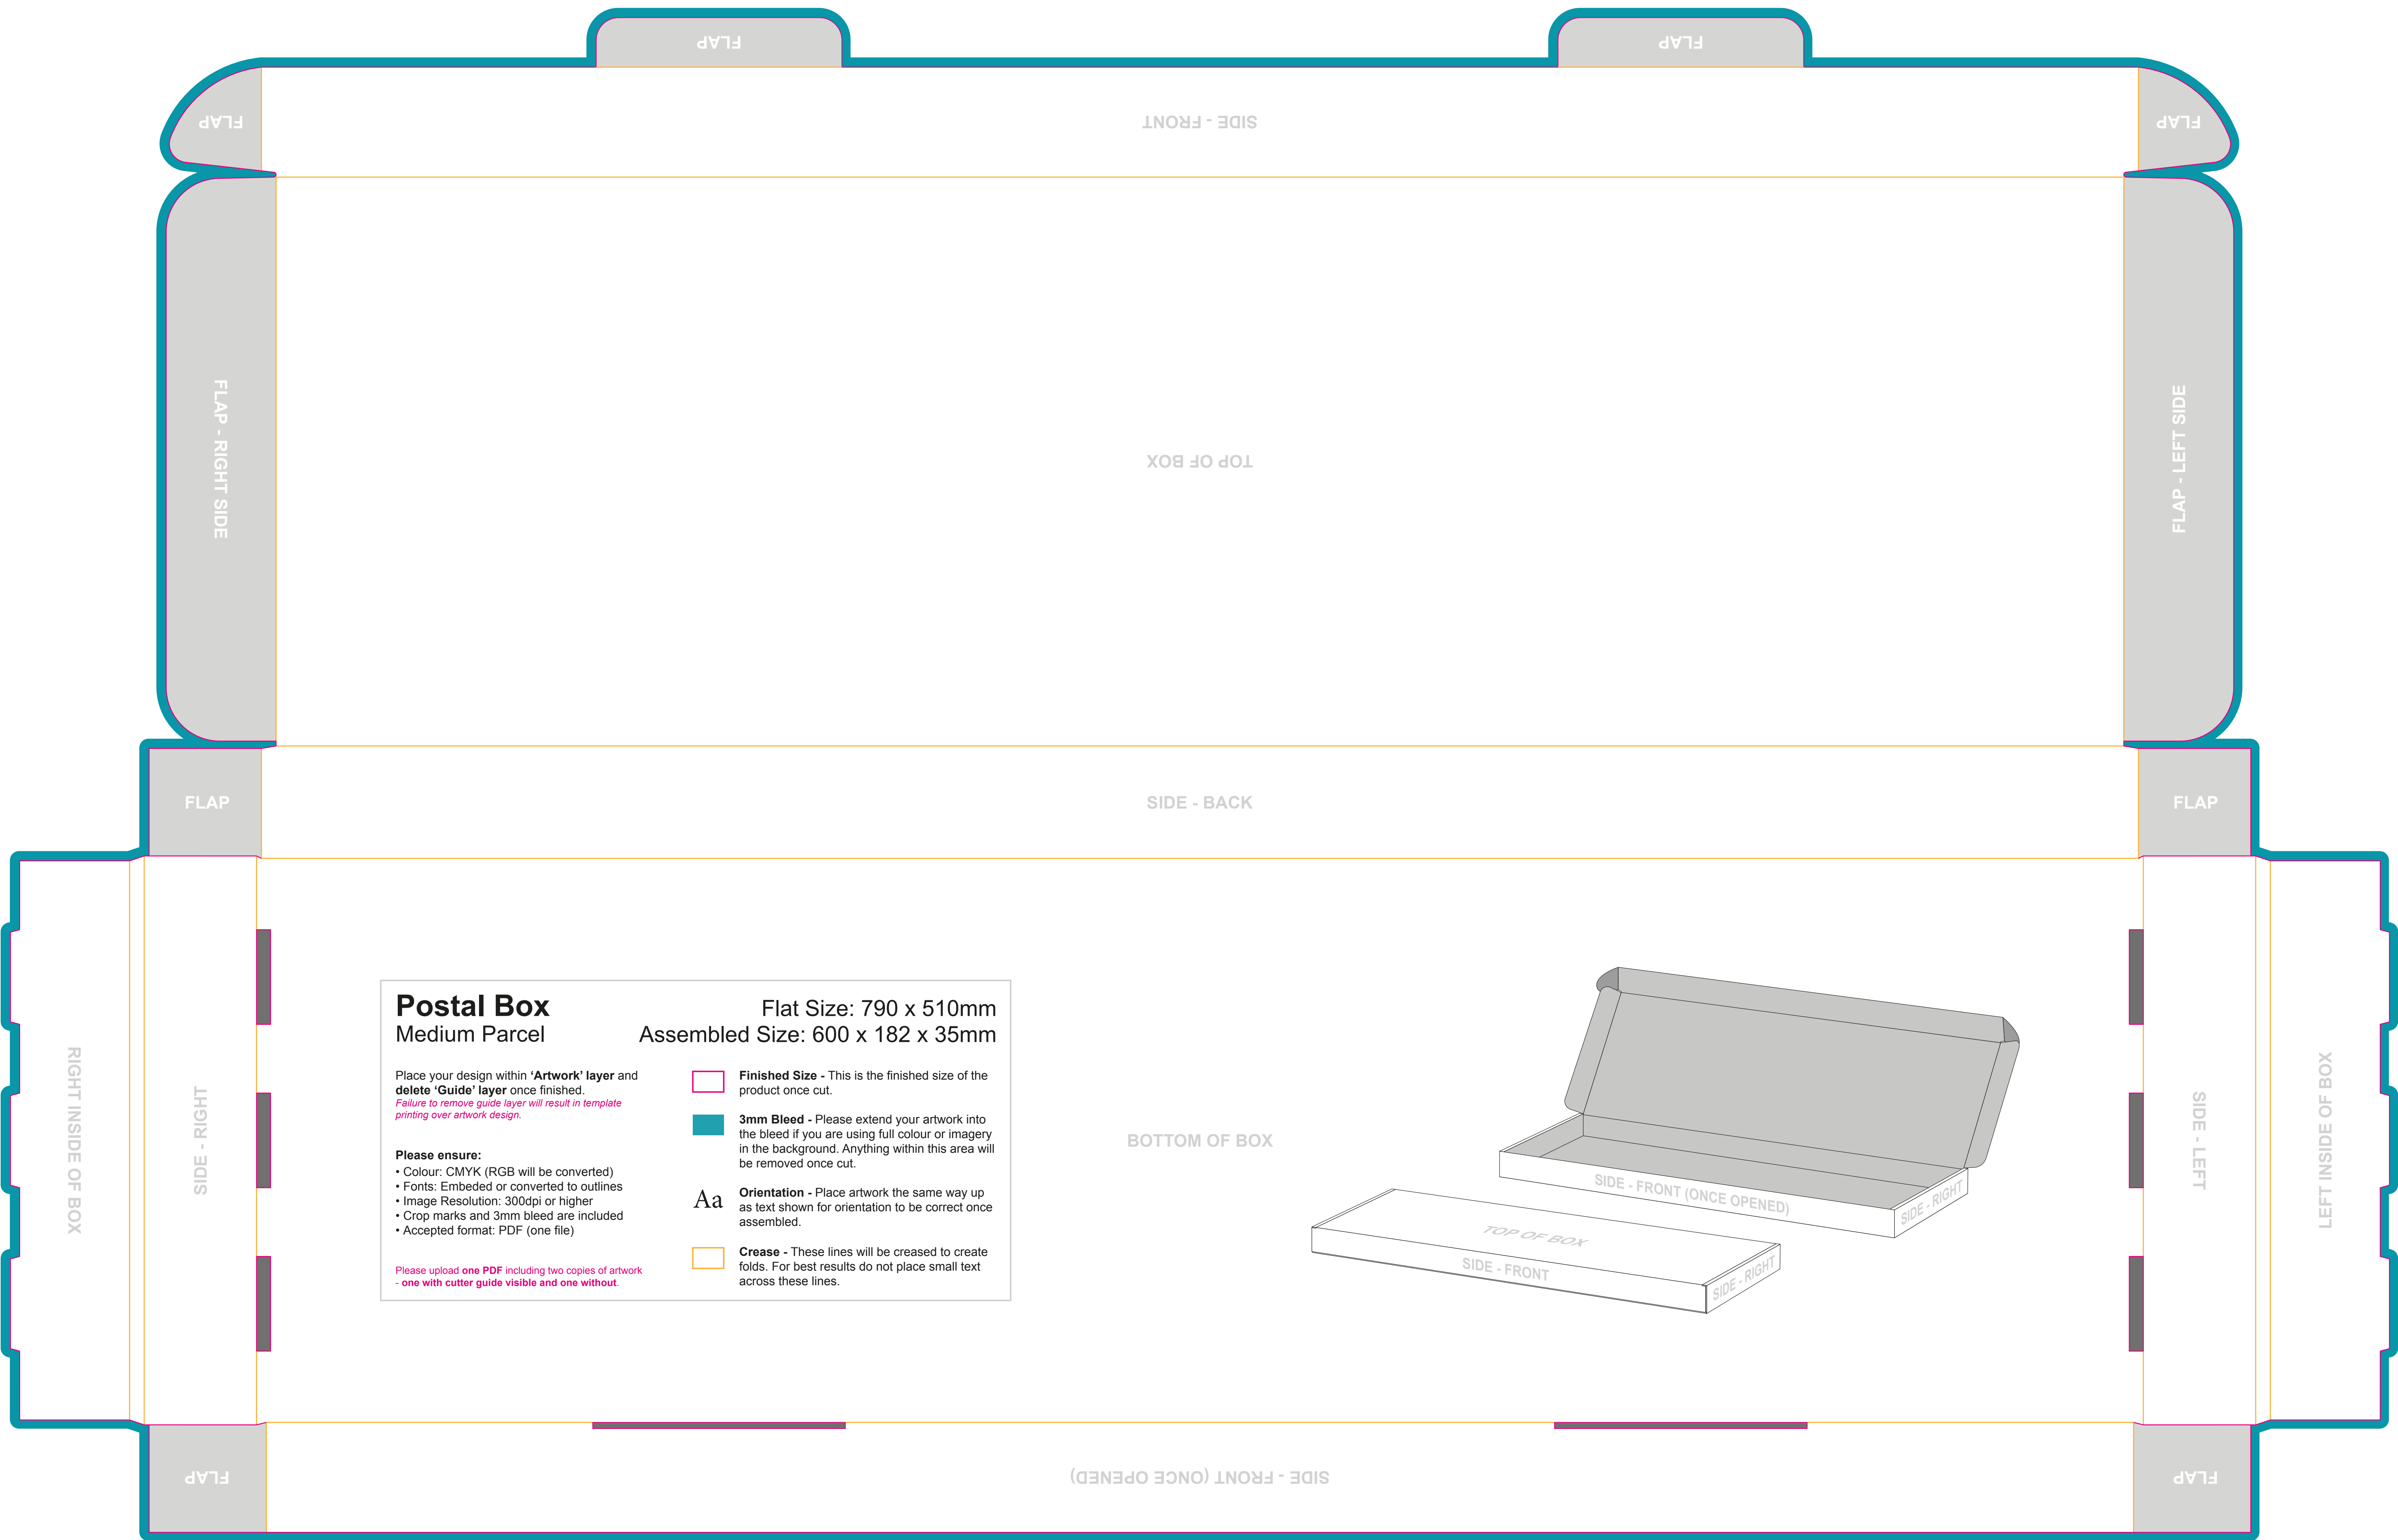 FLAP
FLAP
FLAP
SIDE - FRONT
FLAP
FLAP - RIGHT SIDE
TOP OF BOX
FLAP - LEFT SIDE
FLAP
SIDE - BACK
FLAP
RIGHT INSIDE OF BOX
SIDE - RIGHT
Postal Box
Medium Parcel
Flat Size: 790 x 510mm
Assembled Size: 600 x 182 x 35mm
Place your design within ‘Artwork’ layer and
delete ‘Guide’ layer once finished.
Failure to remove guide layer will result in template
printing over artwork design.
Please ensure:
• Colour: CMYK (RGB will be converted)
• Fonts: Embeded or converted to outlines
• Image Resolution: 300dpi or higher
• Crop marks and 3mm bleed are included
• Accepted format: PDF (one file)
Please upload one PDF including two copies of artwork
- one with cutter guide visible and one without.
Finished Size - This is the finished size of the
product once cut.
3mm Bleed - Please extend your artwork into
the bleed if you are using full colour or imagery
in the background. Anything within this area will
be removed once cut.
Aa
Orientation - Place artwork the same way up
as text shown for orientation to be correct once
assembled.
Crease - These lines will be creased to create
folds. For best results do not place small text
across these lines.
BOTTOM OF BOX
SIDE - FRONT (ONCE OPENED)
SIDE - RIGHT
TOP OF BOX
SIDE - FRONT
SIDE - RIGHT
SIDE - LEFT
LEFT INSIDE OF BOX
FLAP
SIDE - FRONT (ONCE OPENED)
FLAP